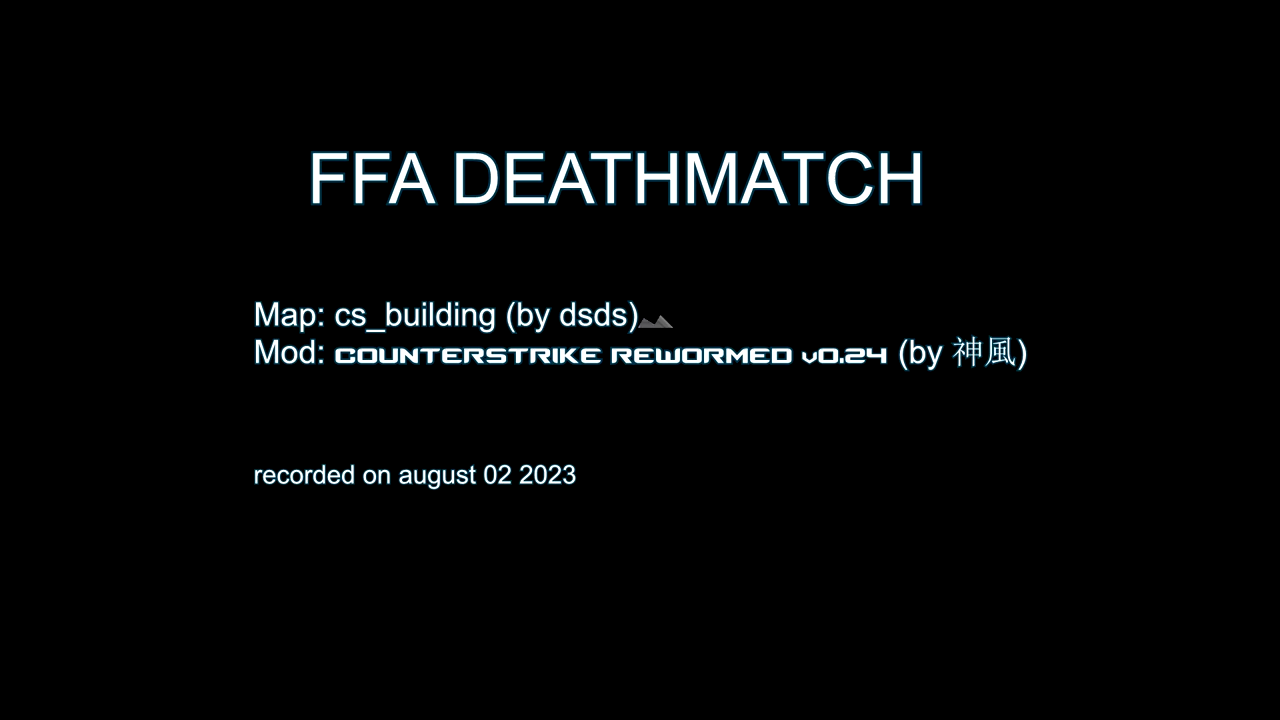 FFA DEATHMATCH
Map: cs_building (by dsds)
Mod: COUNTERSTRIKE REWORMED v0.24 (by 神風)
recorded on august 02 2023